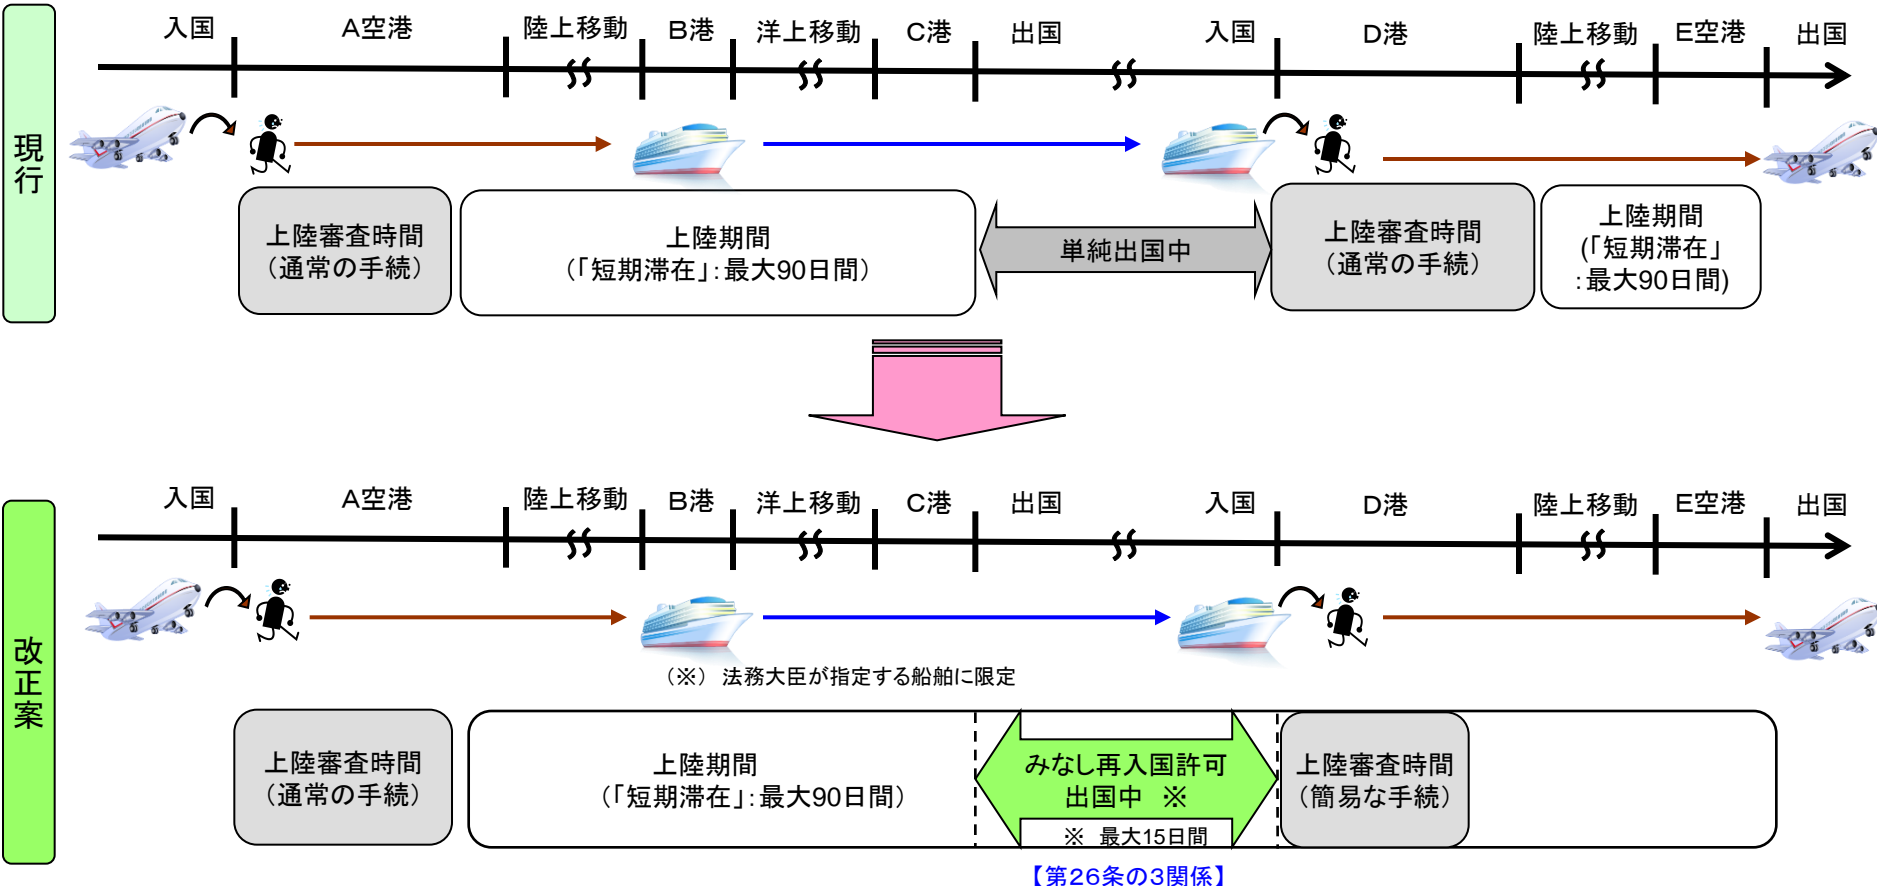 現行
入国 A空港 陸上移動 B港 洋上移動 C港 出国 入国 D港 陸上移動 E空港 出国
上陸審査時間
（通常の手続）
上陸期間
（「短期滞在」：最大90日間）
単純出国中
上陸審査時間
（通常の手続）
上陸期間
(「短期滞在」
：最大90日間)
改正案
入国 A空港 陸上移動 B港 洋上移動 C港 出国 入国 D港 陸上移動 E空港 出国
（※） 法務大臣が指定する船舶に限定
上陸審査時間
（通常の手続）
上陸期間
（「短期滞在」：最大90日間）
みなし再入国許可
出国中 ※
※ 最大15日間
上陸審査時間
（簡易な手続）
【第26条の3関係】